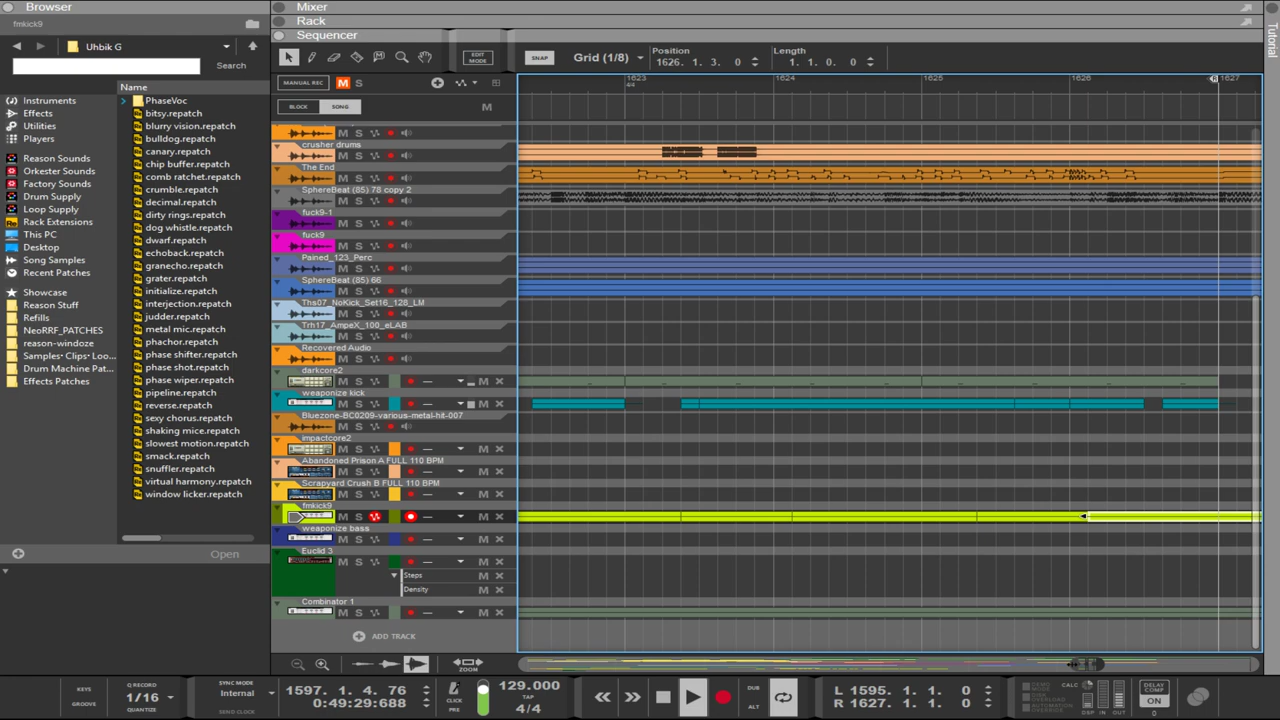 Browser
fmkick9
Uhbik G
Search
Instruments
Effects
Utilities
Players
Reason Sounds
Orkester Sounds
Factory Sounds
Drum Supply
Loop Supply
Rack Extensions
This PC
Desktop
Song Samples
Recent Patches
Showcase
Reason Stuff
Refills
NeoRRF_PATCHES
reason-windoze
Samples· Clips· Loo...
Drum Machine Pat...
Effects Patches
Name
PhaseVoc
bitsy.repatch
blurry vision.repatch
bulldog.repatch
canary.repatch
chip buffer.repatch
comb ratchet.repatch
crumble.repatch
decimal.repatch
dirty rings.repatch
dog whistle.repatch
dwarf.repatch
echoback.repatch
granecho.repatch
grater.repatch
initialize.repatch
interjection.repatch
judder.repatch
metal mic.repatch
phachor.repatch
phase shifter.repatch
phase shot.repatch
phase wiper.repatch
pipeline.repatch
reverse.repatch
sexy chorus.repatch
shaking mice.repatch
slowest motion.repatch
smack.repatch
snuffler.repatch
virtual harmony.repatch
window licker.repatch
Open
Mixer
Rack
Sequencer
EDIT MODE
SNAP
Grid (1/8)
Position
1626. 1. 3. 0
Length
1. 1. 0. 0
MANUAL REC
M S
BLOCK
SONG
M
1623
44
1624
1625
1626
1627
R
M S
crusher drums
M S
The End
M S
SphereBeat (85) 78 copy 2
M S
fuck9-1
M S
fuck9
M S
Pained_123_Perc
M S
SphereBeat (85) 66
M S
Ths07_NoKick_Set16_128_LM
M S
Trh17_AmpeX_100_eLAB
M S
Recovered Audio
M S
darkcore2
M S
M
weaponize kick
M S
M
Bluezone-BC0209-various-metal-hit-007
M S
impactcore2
M S
M
Abandoned Prison A FULL 110 BPM
M S
M
Scrapyard Crush B FULL 110 BPM
M S
M
fmkick9
M S
M
weaponize bass
M S
M
Euclid 3
M S
M
Steps
M
Density
M
Combinator 1
M S
M
ADD TRACK
ZOOM
Tutorial
KEYS
GROOVE
Q RECORD
1/16
QUANTIZE
SYNC MODE
Internal
SEND CLOCK
1597. 1. 4. 76
0:49:29:688
CLICK
PRE
129.000
TAP
4/4
DUB
ALT
L 1595. 1. 1. 0
R 1627. 1. 1. 0
CALC
DSP
IN
OUT
DELAY COMP
ON
0